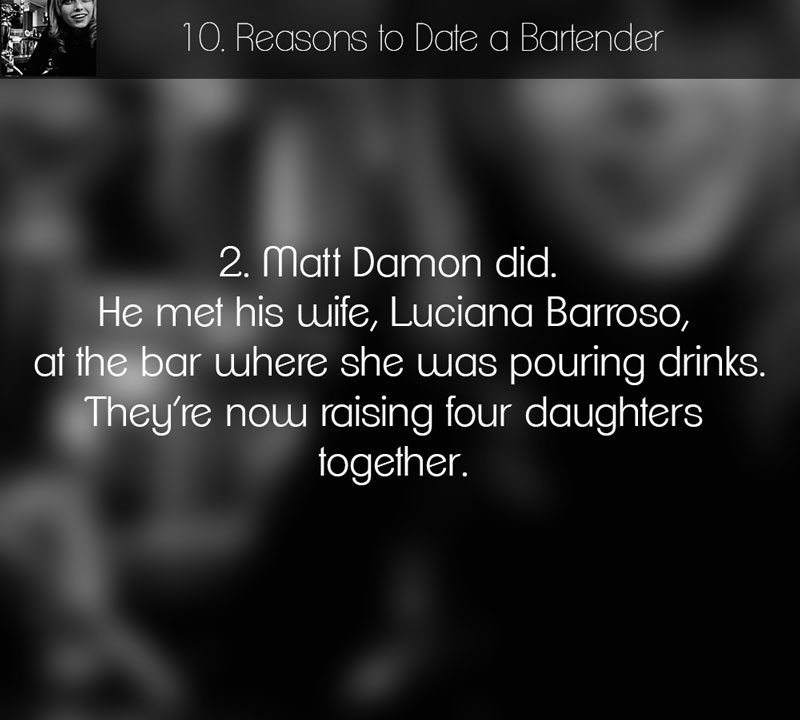 10. Reasons to Date a Bartender
2. Matt Damon did.
He met his wife, Luciana Barroso,
at the bar where she was pouring drinks.
They're now raising four daughters
together.